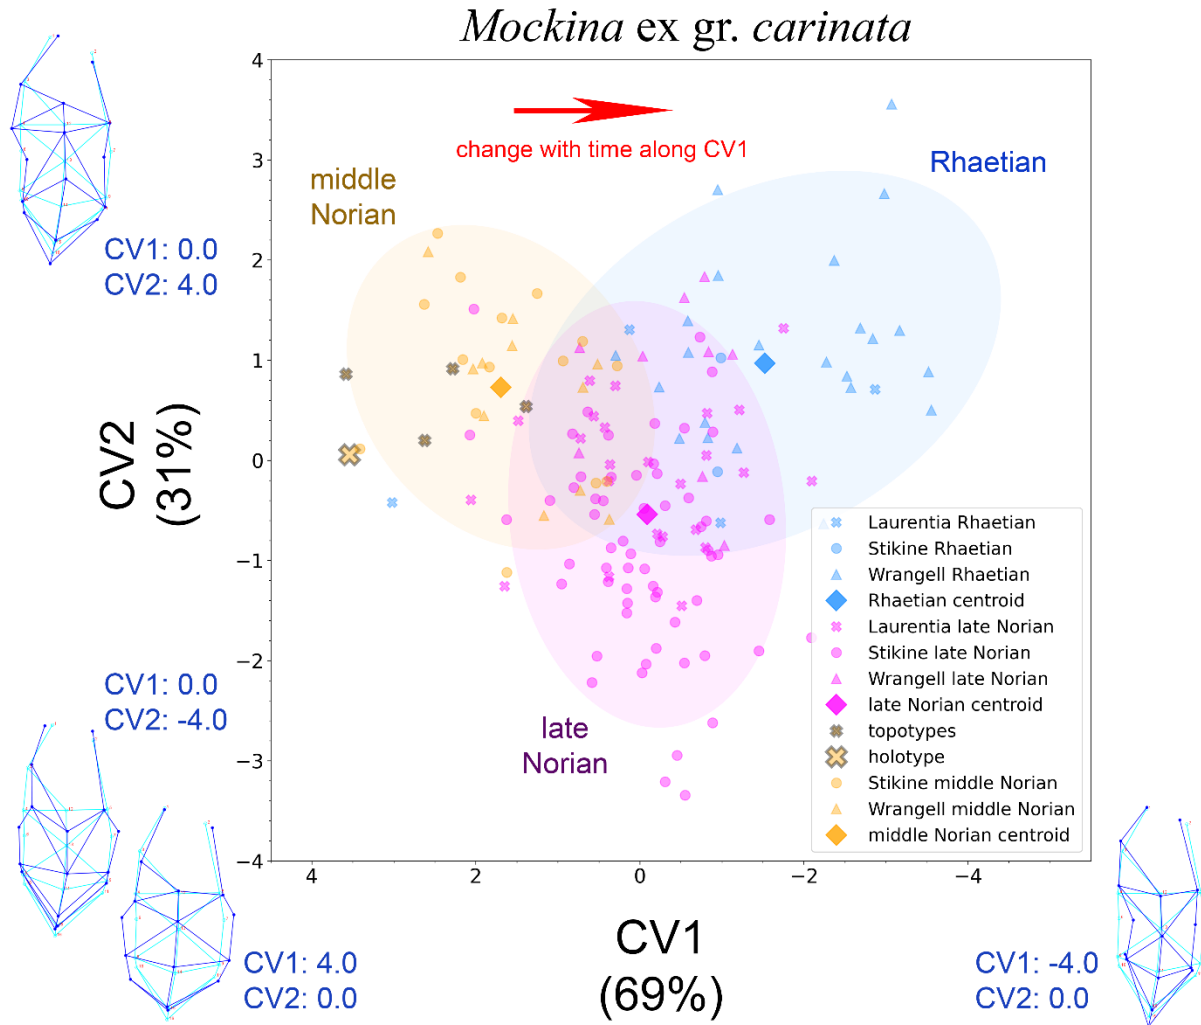 Mockina ex gr. carinata
4
3
2
1
0
−1
−2
−3
−4
4
2
0
−2
−4
change with time along CV1
middle
Norian
Rhaetian
late
Norian
CV1: 0.0
CV2: 4.0
CV2
(31%)
CV1: 0.0
CV2: -4.0
CV1: 4.0
CV2: 0.0
CV1
(69%)
CV1: -4.0
CV2: 0.0
Laurentia Rhaetian
Stikine Rhaetian
Wrangell Rhaetian
Rhaetian centroid
Laurentia late Norian
Stikine late Norian
Wrangell late Norian
late Norian centroid
topotypes
holotype
Stikine middle Norian
Wrangell middle Norian
middle Norian centroid